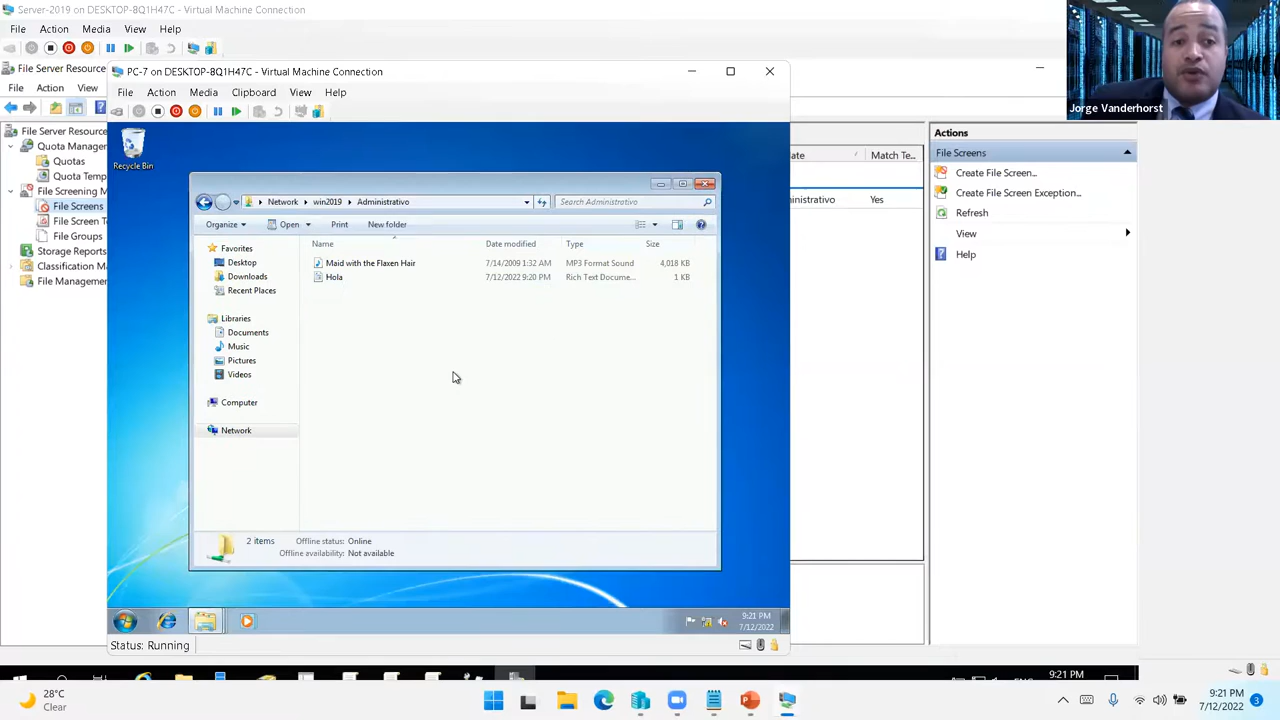 Server-2019 on DESKTOP-8Q1H47C - Virtual Machine Connection
File Action Media View Help
File Server Resource
File Action View
PC-7 on DESKTOP-8Q1H47C - Virtual Machine Connection
File Action Media Clipboard View Help
Jorge Vanderhorst
File Server Resource
Quota Manager
Quotas
Quota Temp
File Screening M
File Screens
File Screen T
File Groups
Storage Reports
Classification M
File Managemen
Recycle Bin
Network win2019 Administrativo
Search Administrativo
Organize Open Print New folder
Name Date modified Type Size
Maid with the Flaxen Hair 7/14/2009 1:32 AM MP3 Format Sound 4,018 KB
Hola 7/12/2022 9:20 PM Rich Text Docume... 1 KB
Favorites
Desktop
Downloads
Recent Places
Libraries
Documents
Music
Pictures
Videos
Computer
Network
2 items Offline status: Online
Offline availability: Not available
9:21 PM
7/12/2022
Status: Running
Match Te...
Yes
Actions
File Screens
Create File Screen...
Create File Screen Exception...
Refresh
View
Help
9:21 PM
28°C
Clear
9:21 PM
7/12/2022
3